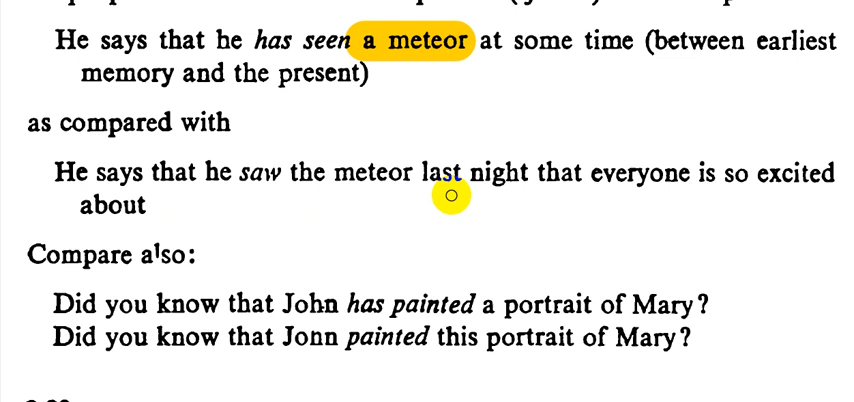 He says that he has seen a meteor at some time (between earliest
memory and the present)
as compared with
He says that he saw the meteor last night that everyone is so excited
about
Compare also:
Did you know that John has painted a portrait of Mary?
Did you know that Jonn painted this portrait of Mary?